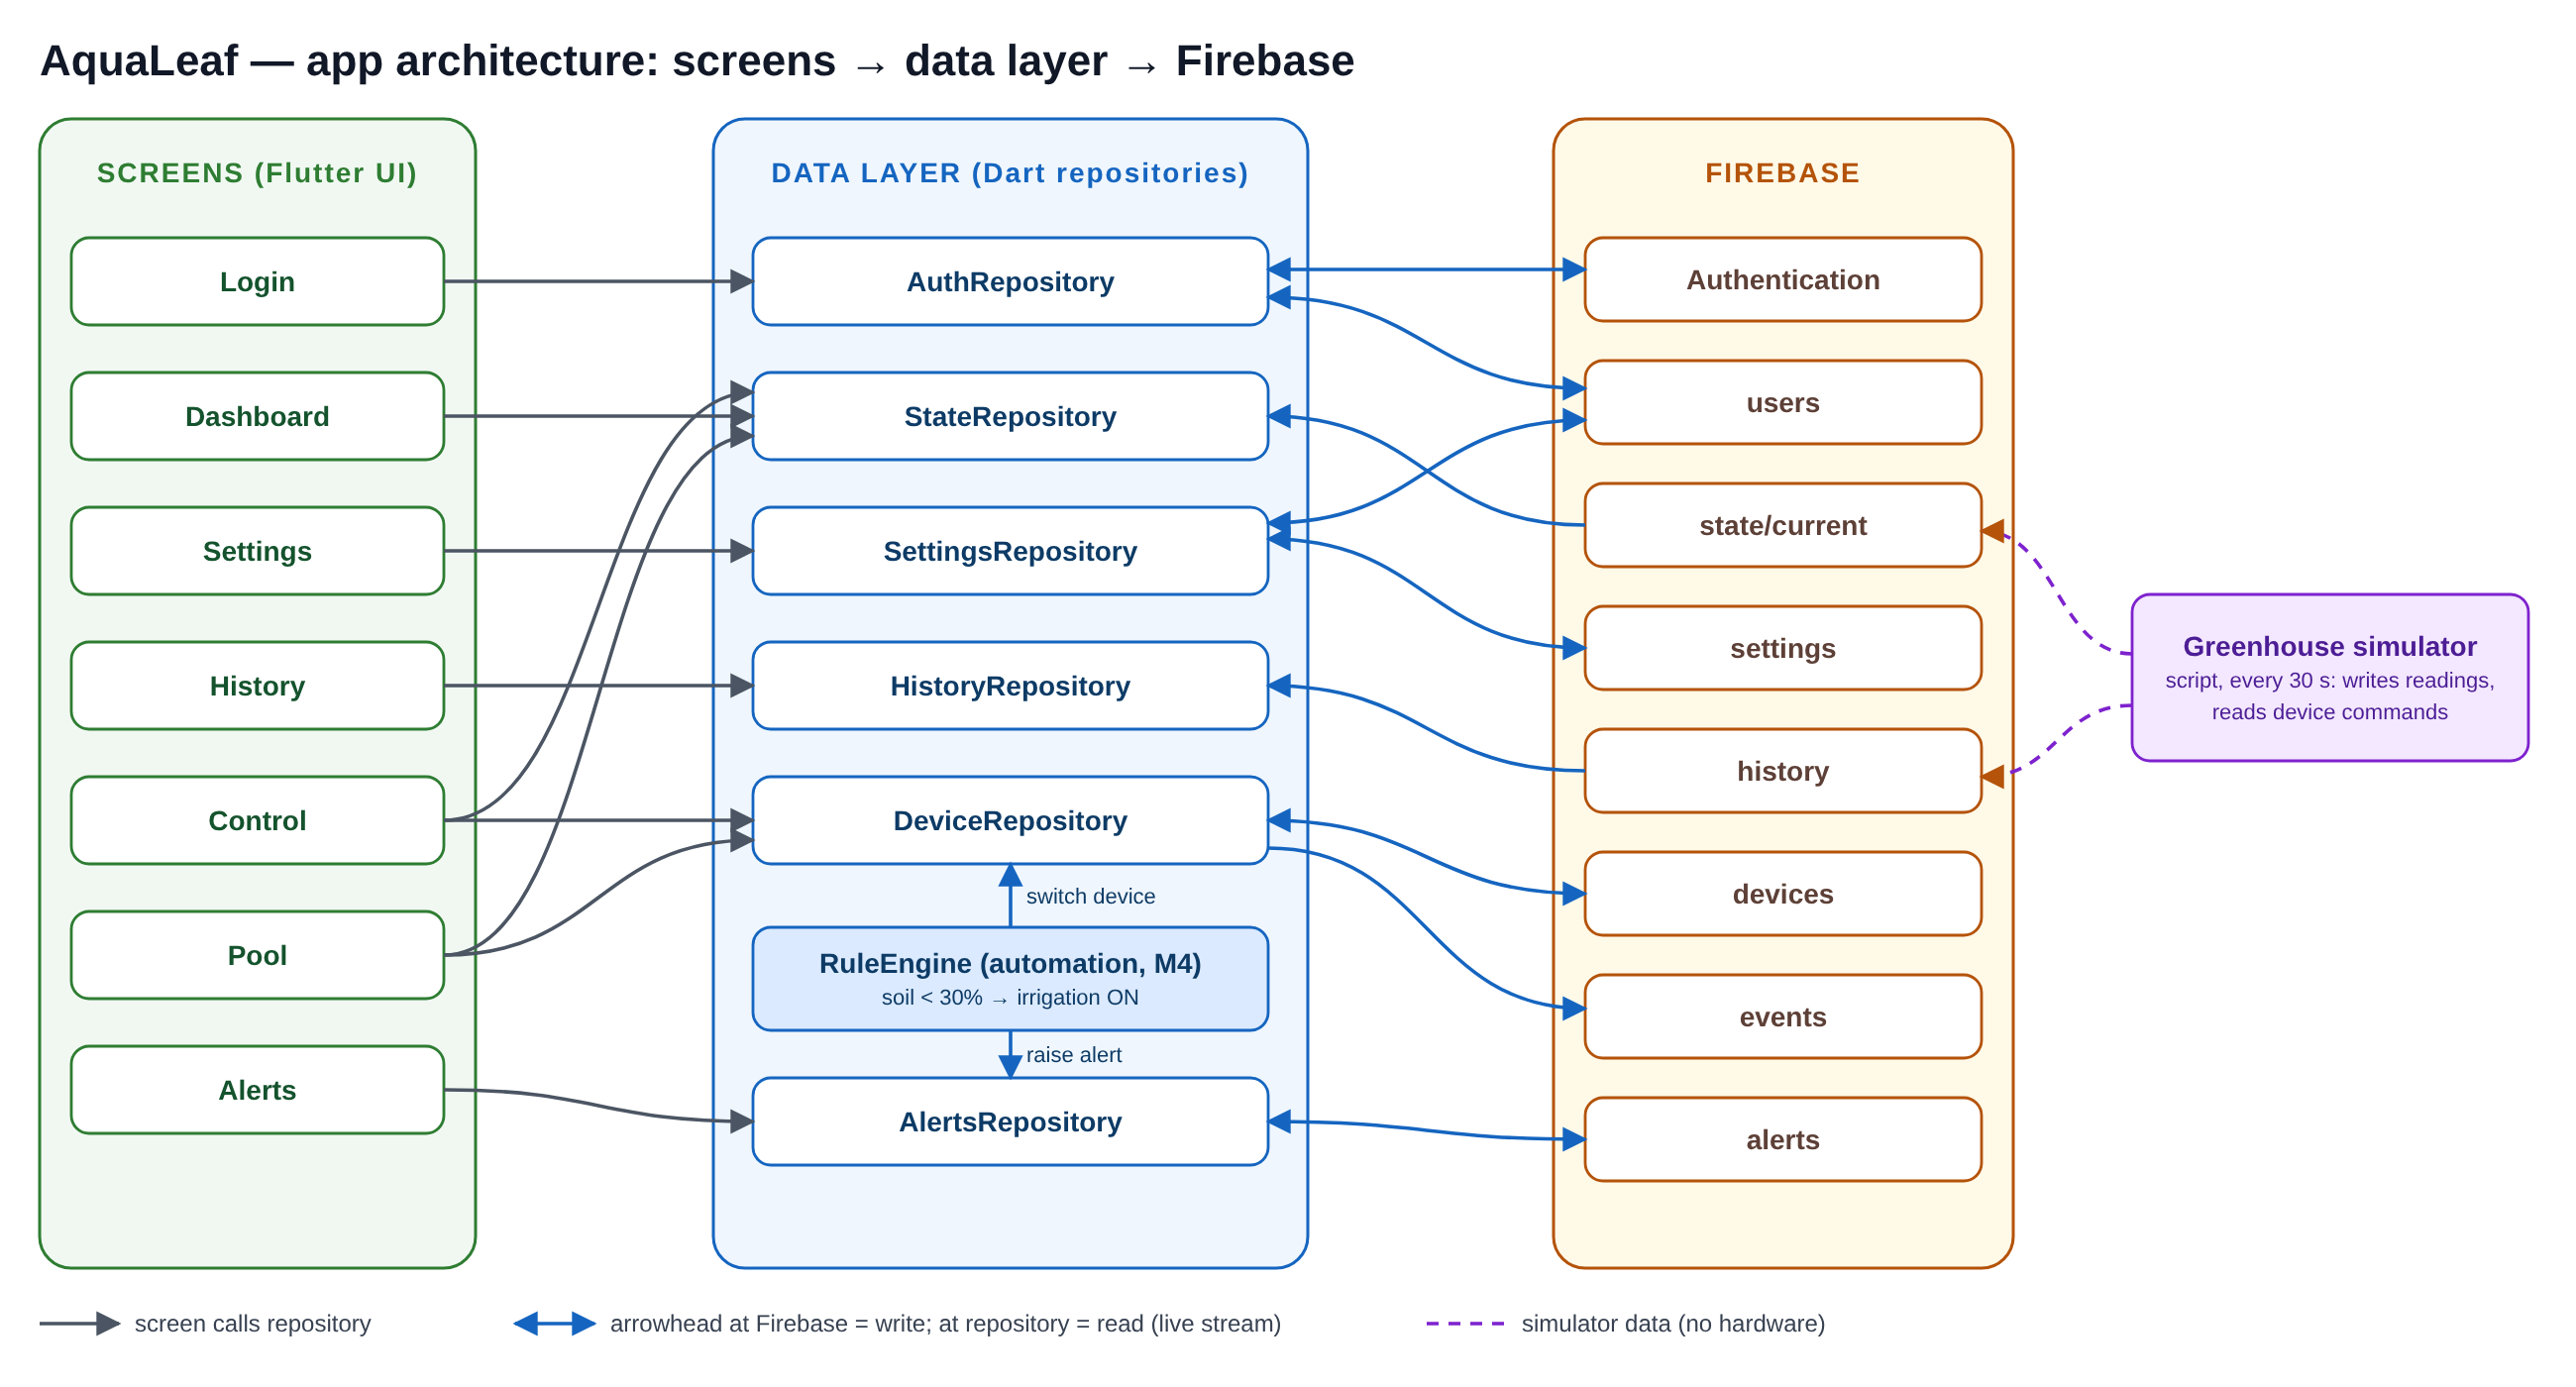 AquaLeaf — app architecture: screens → data layer → Firebase
SCREENS (Flutter UI)
Login
Dashboard
Settings
History
Control
Pool
Alerts
DATA LAYER (Dart repositories)
AuthRepository
StateRepository
SettingsRepository
HistoryRepository
DeviceRepository
switch device
RuleEngine (automation, M4)
soil < 30% → irrigation ON
raise alert
AlertsRepository
FIREBASE
Authentication
users
state/current
settings
history
devices
events
alerts
Greenhouse simulator
script, every 30 s: writes readings,
reads device commands
screen calls repository
arrowhead at Firebase = write; at repository = read (live stream)
simulator data (no hardware)